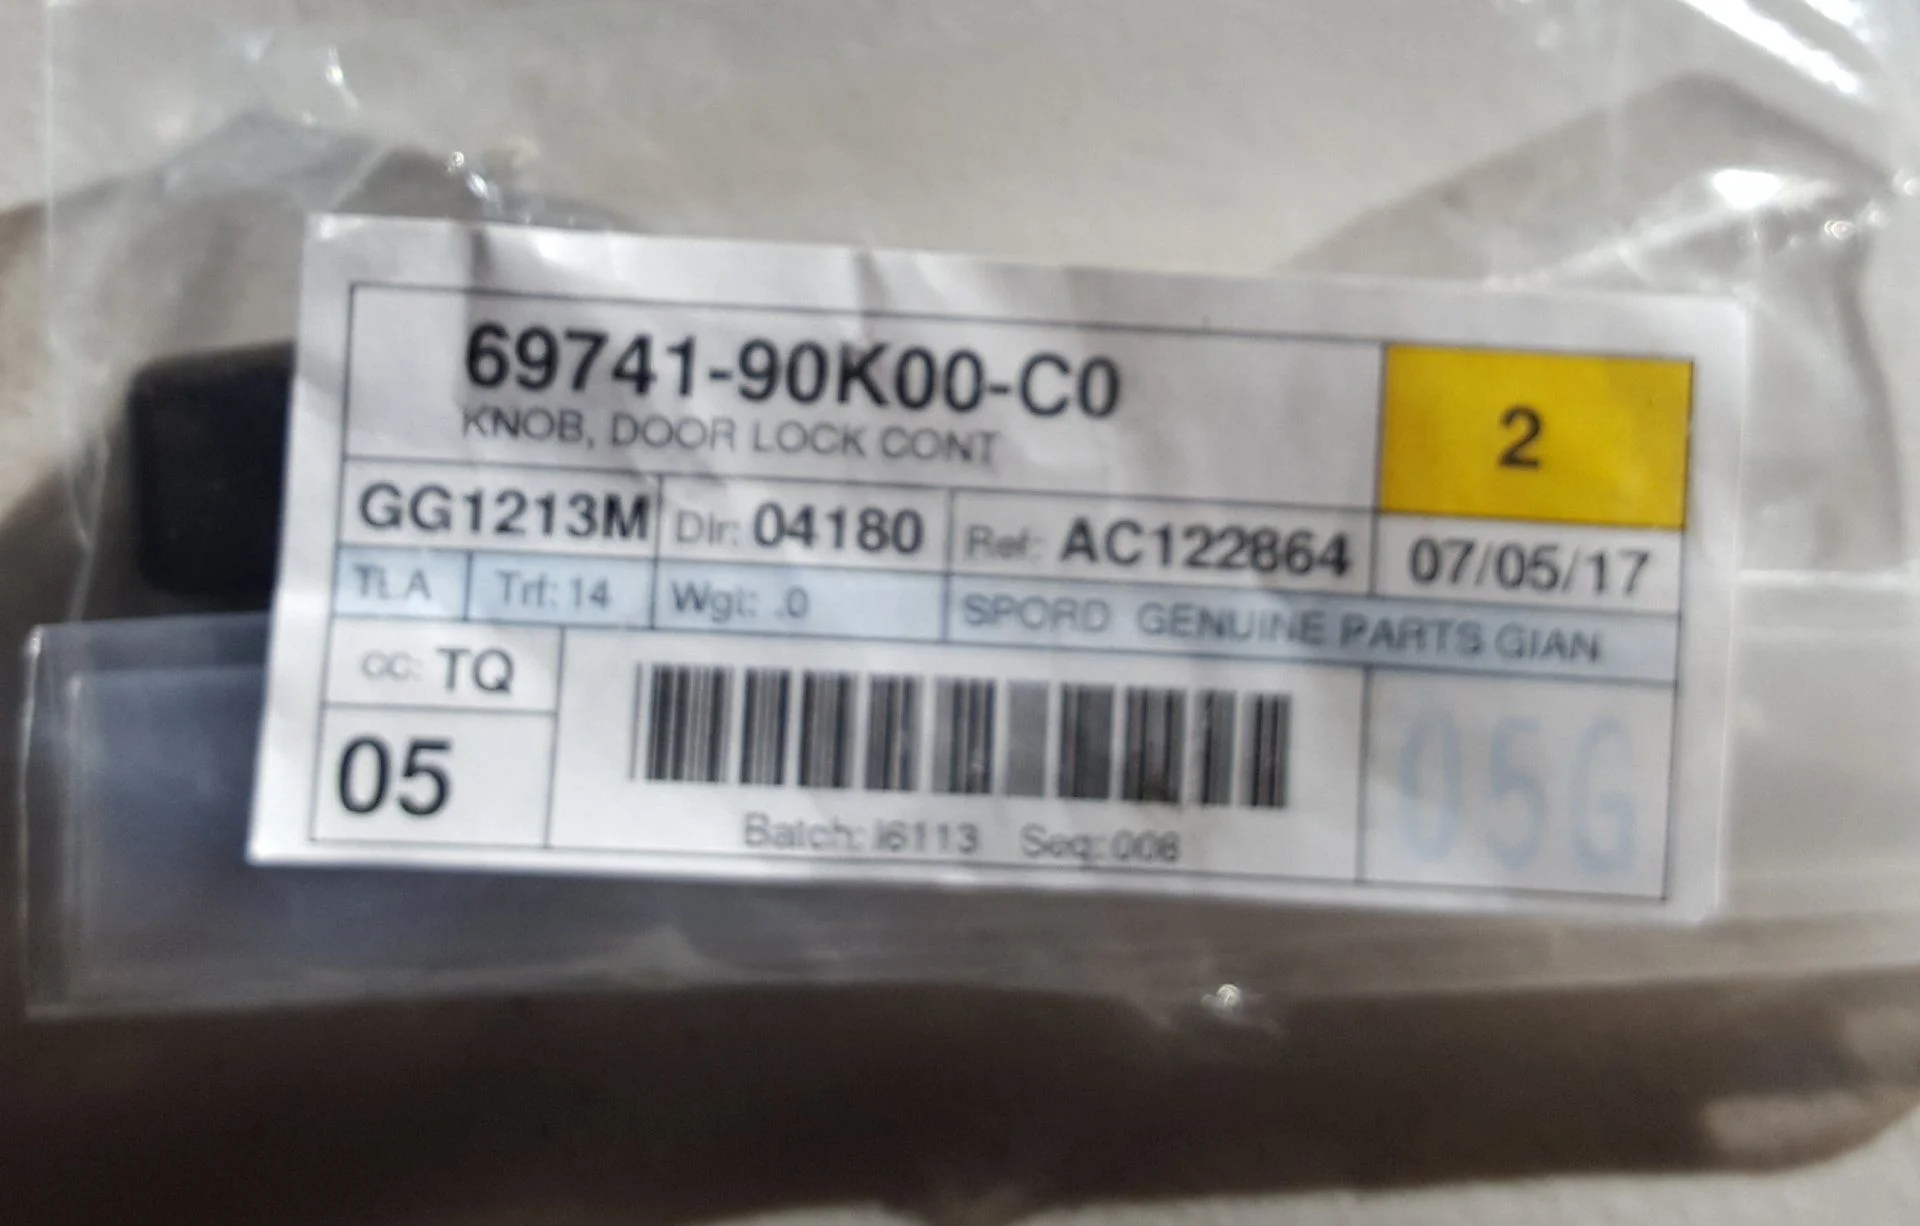 69741-90K00-C0
KNOB, DOOR LOCK CONT
2
GG1213M Dlr: 04180 Ref: AC122864 07/05/17
TLA Trf: 14 Wgt: .0 SPORD GENUINE PARTS GIAN
CC: TQ
05
05G
Batch: I6113 Seq: 008